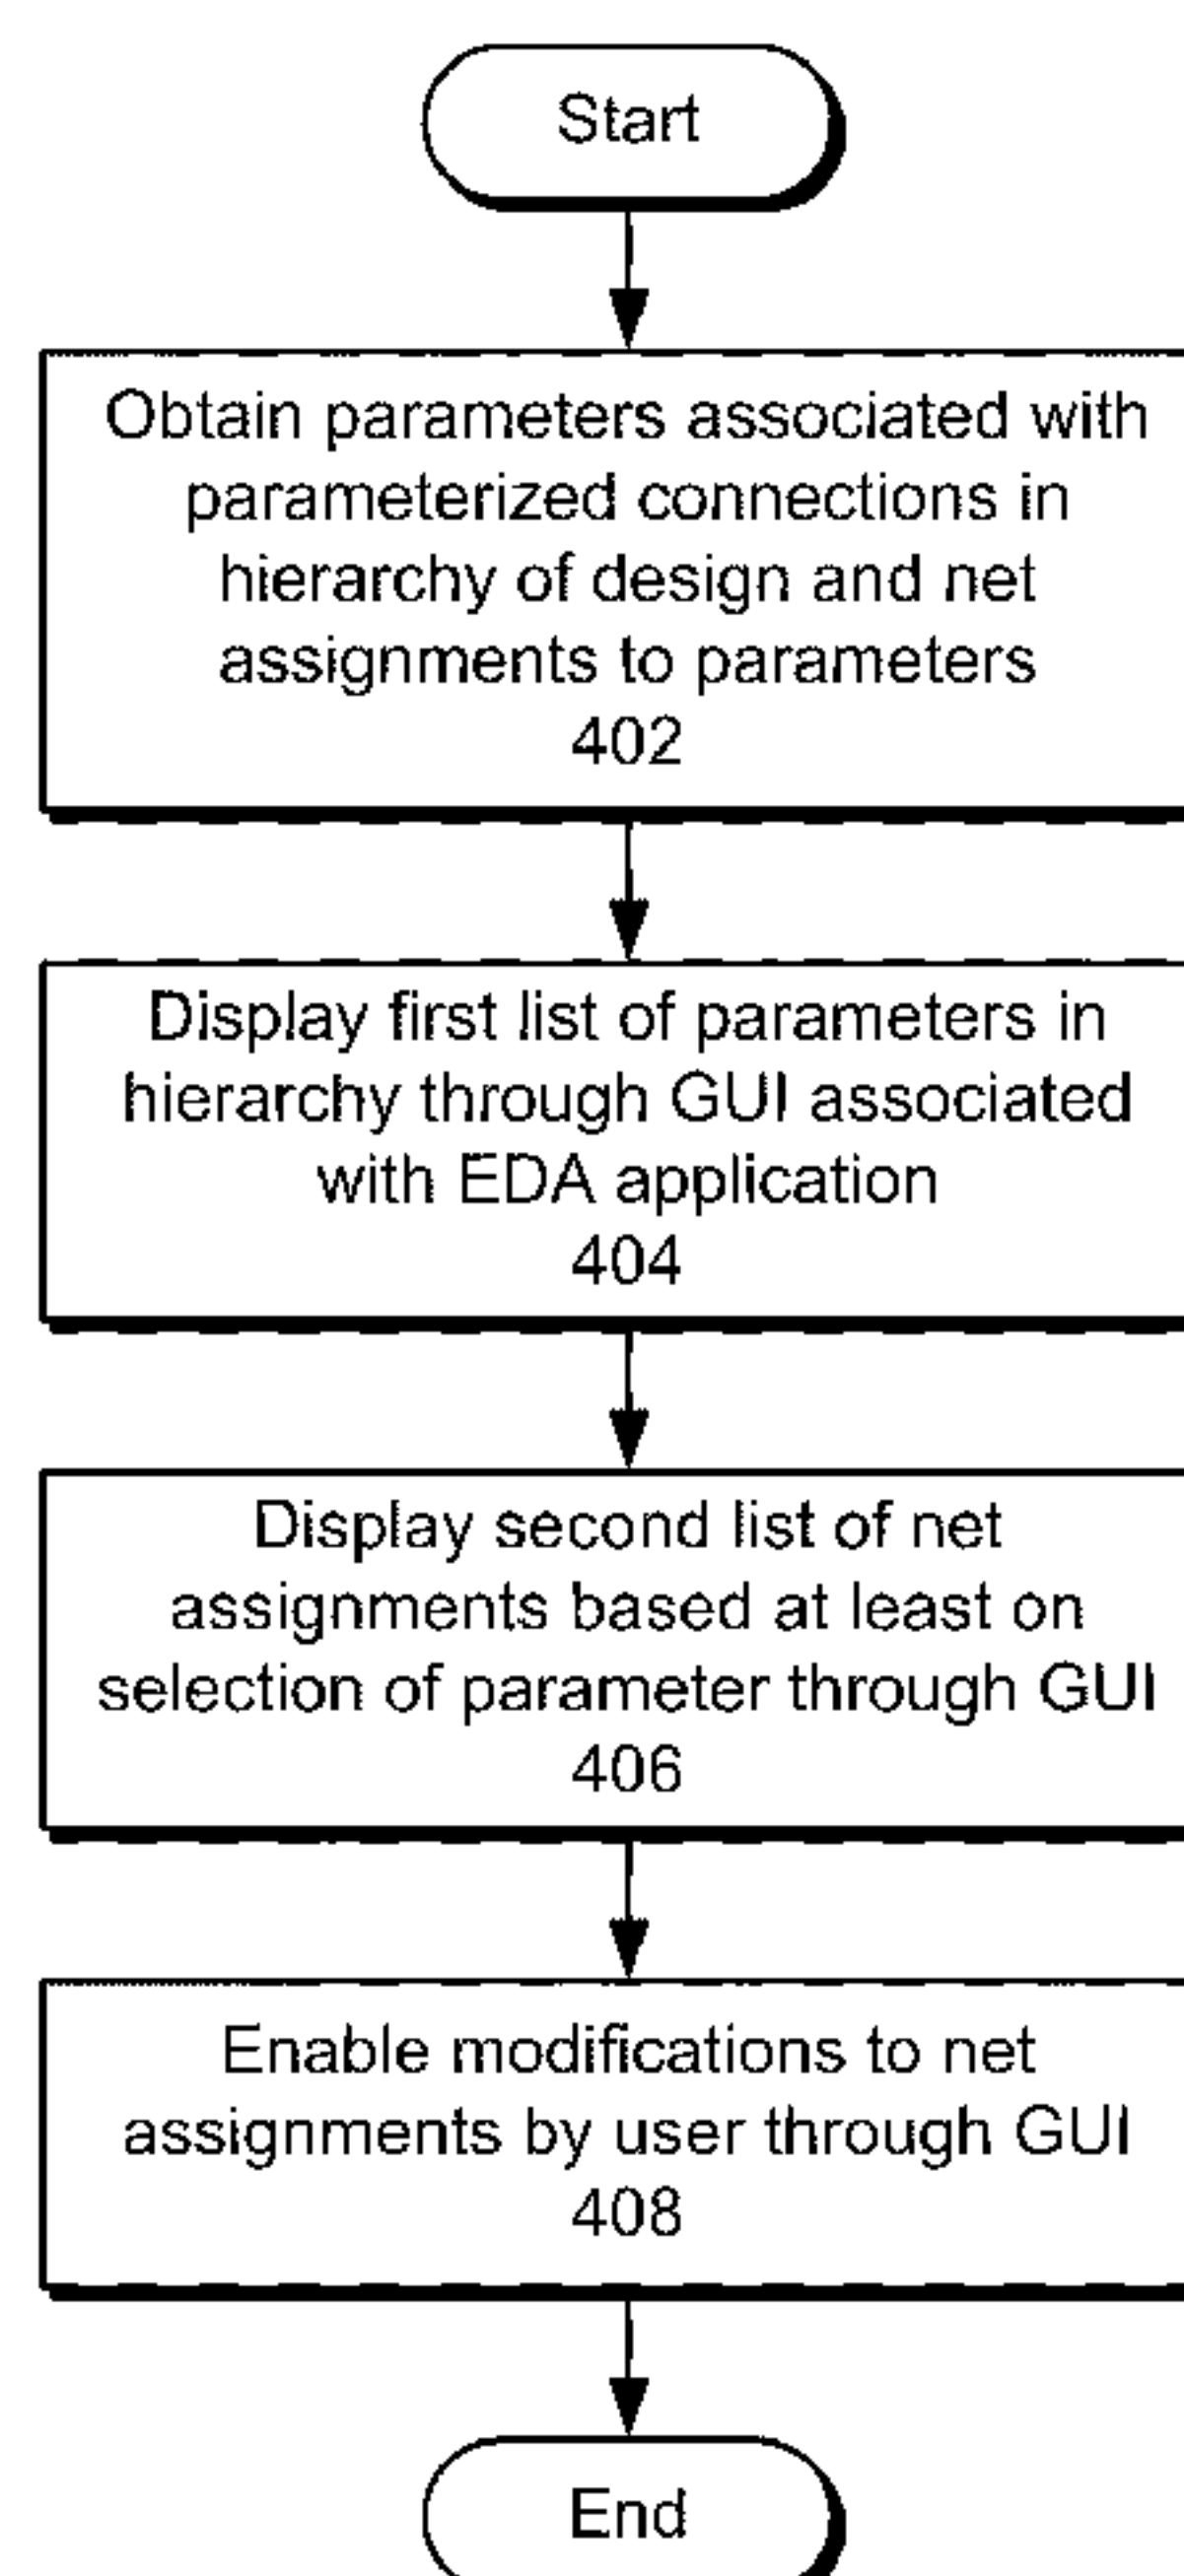 Start
Obtain parameters associated with
parameterized connections in
hierarchy of design and net
assignments to parameters
402
Display first list of parameters in
hierarchy through GUI associated
with EDA application
404
Display second list of net
assignments based at least on
selection of parameter through GUI
406
Enable modifications to net
assignments by user through GUI
408
End